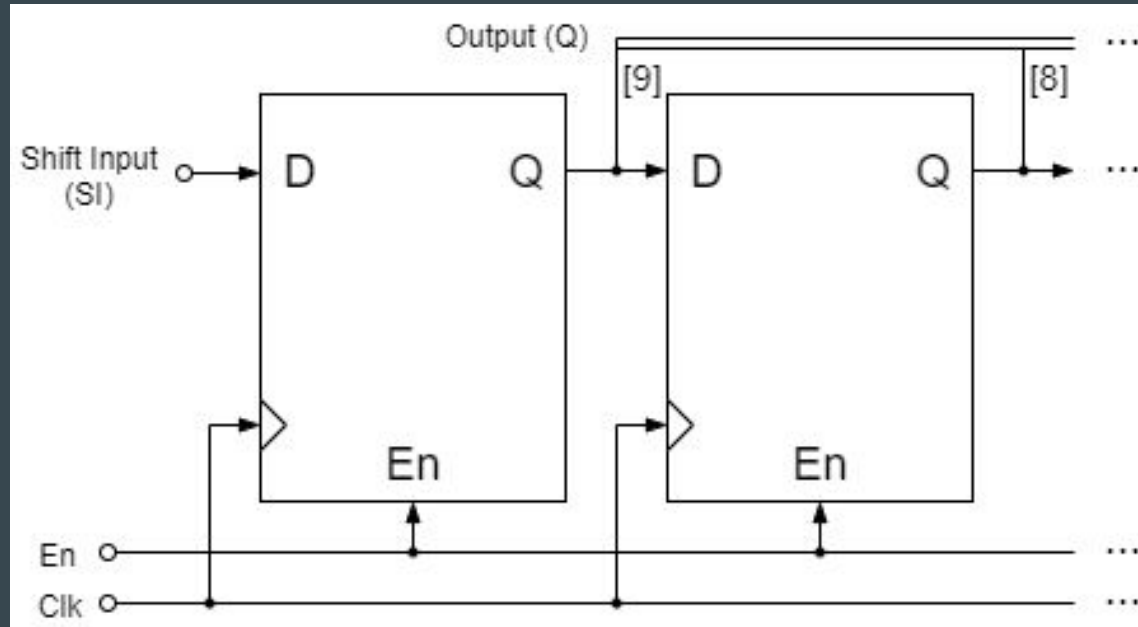 Output (Q)
...
[9]
[8]
Shift Input
(SI)
D
Q
D
Q
...
En
En
En
...
Clk
...